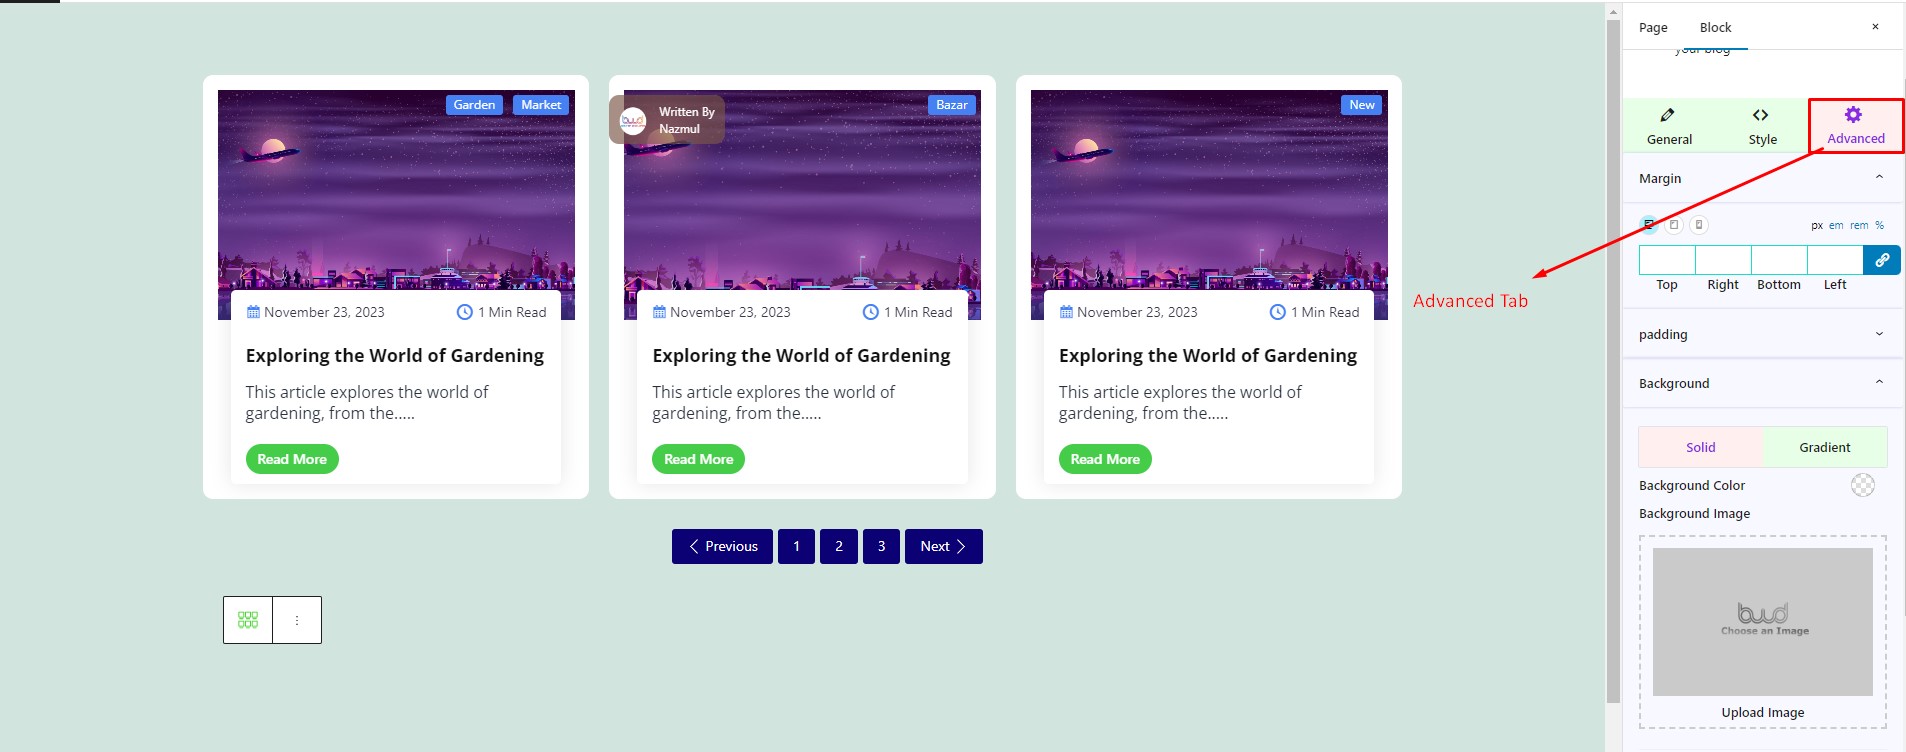 Garden Market
November 23, 2023 1 Min Read
Exploring the World of Gardening
This article explores the world of
gardening, from the.....
Read More
Written By
Nazmul
Bazar
November 23, 2023 1 Min Read
Exploring the World of Gardening
This article explores the world of
gardening, from the.....
Read More
New
November 23, 2023 1 Min Read
Exploring the World of Gardening
This article explores the world of
gardening, from the.....
Read More
Previous 1 2 3 Next
Advanced Tab
Page Block ×
your blog
General Style Advanced
Margin
px em rem %
Top Right Bottom Left
padding
Background
Solid Gradient
Background Color
Background Image
Choose an Image
Upload Image